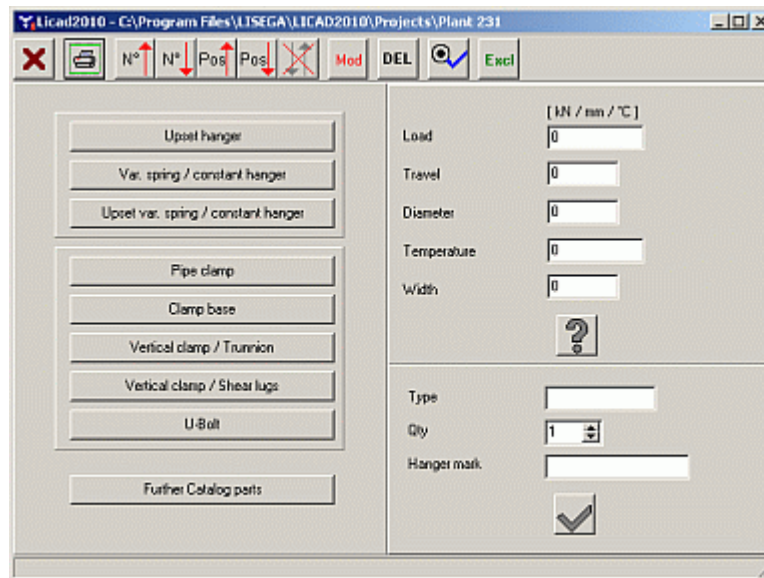 Licad2010 - C:\Program Files\LISEGA\LICAD2010\Projects\Plant 231
N° N° Pos Pos Mod DEL Excl
Upset hanger
Var. spring / constant hanger
Upset var. spring / constant hanger
Pipe clamp
Clamp base
Vertical clamp / Trunnion
Vertical clamp / Shear lugs
U-Bolt
Further Catalog parts
[ kN / mm / °C ]
Load 0
Travel 0
Diameter 0
Temperature 0
Width 0
?
Type
Qty 1
Hanger mark